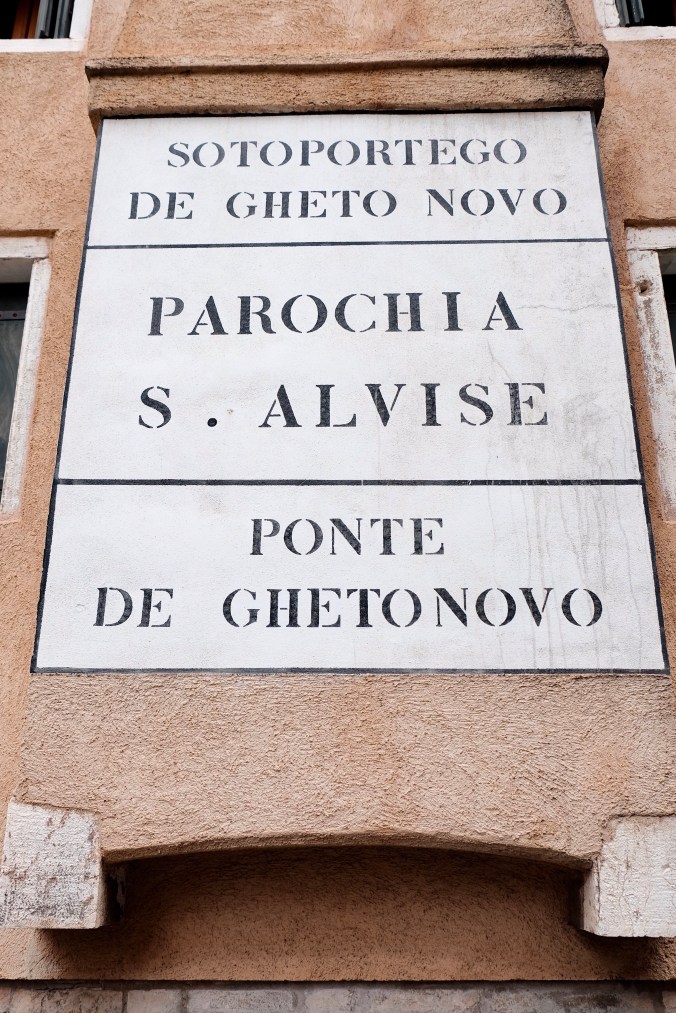 SOTOPORTEGO
DE GHETO NOVO
PAROCHIA
S. ALVISE
PONTE
DE GHETONOVO